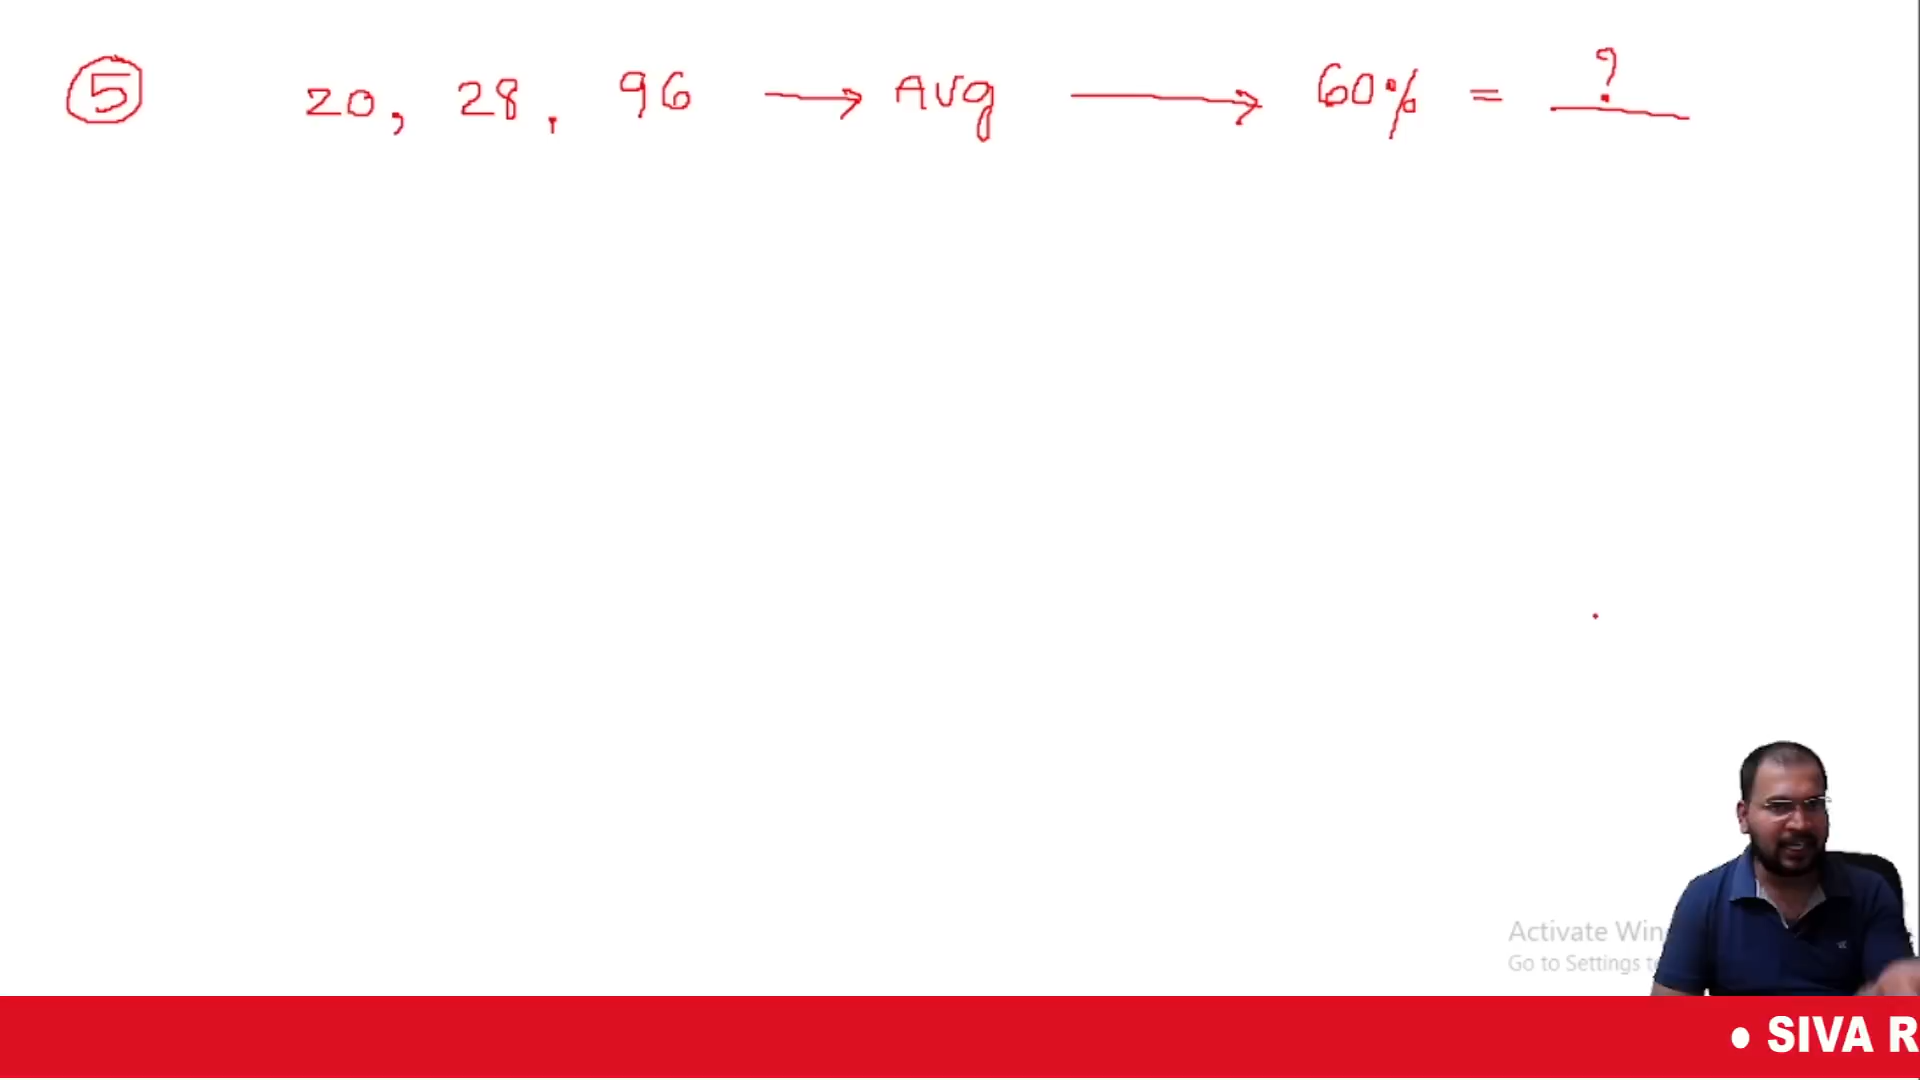 5 20, 28, 96 → Avg → 60% = ?
Activate Win
Go to Settings t
• SIVA R